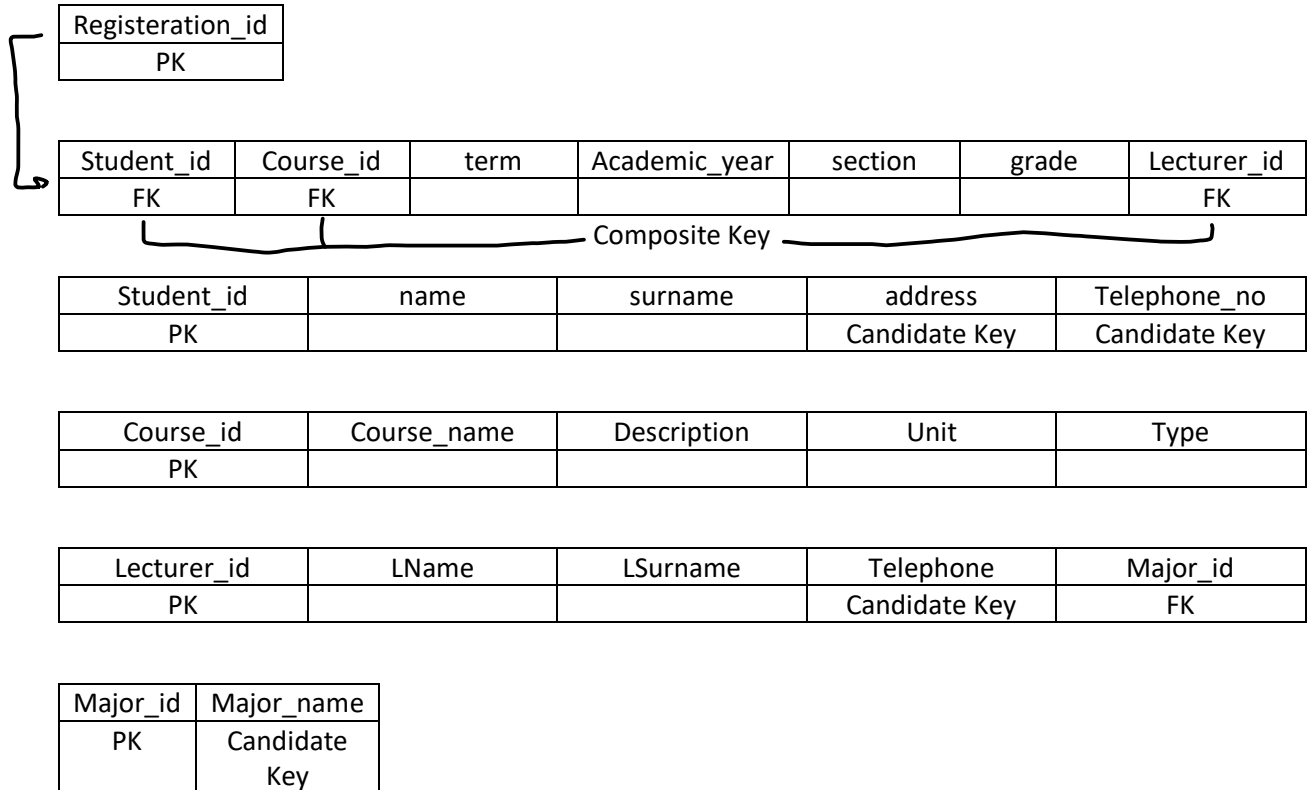 Registeration_id
PK
Student_id Course_id term Academic_year section grade Lecturer_id
FK FK FK
Composite Key
Student_id name surname address Telephone_no
PK Candidate Key Candidate Key
Course_id Course_name Description Unit Type
PK
Lecturer_id LName LSurname Telephone Major_id
PK Candidate Key FK
Major_id Major_name
PK Candidate
Key